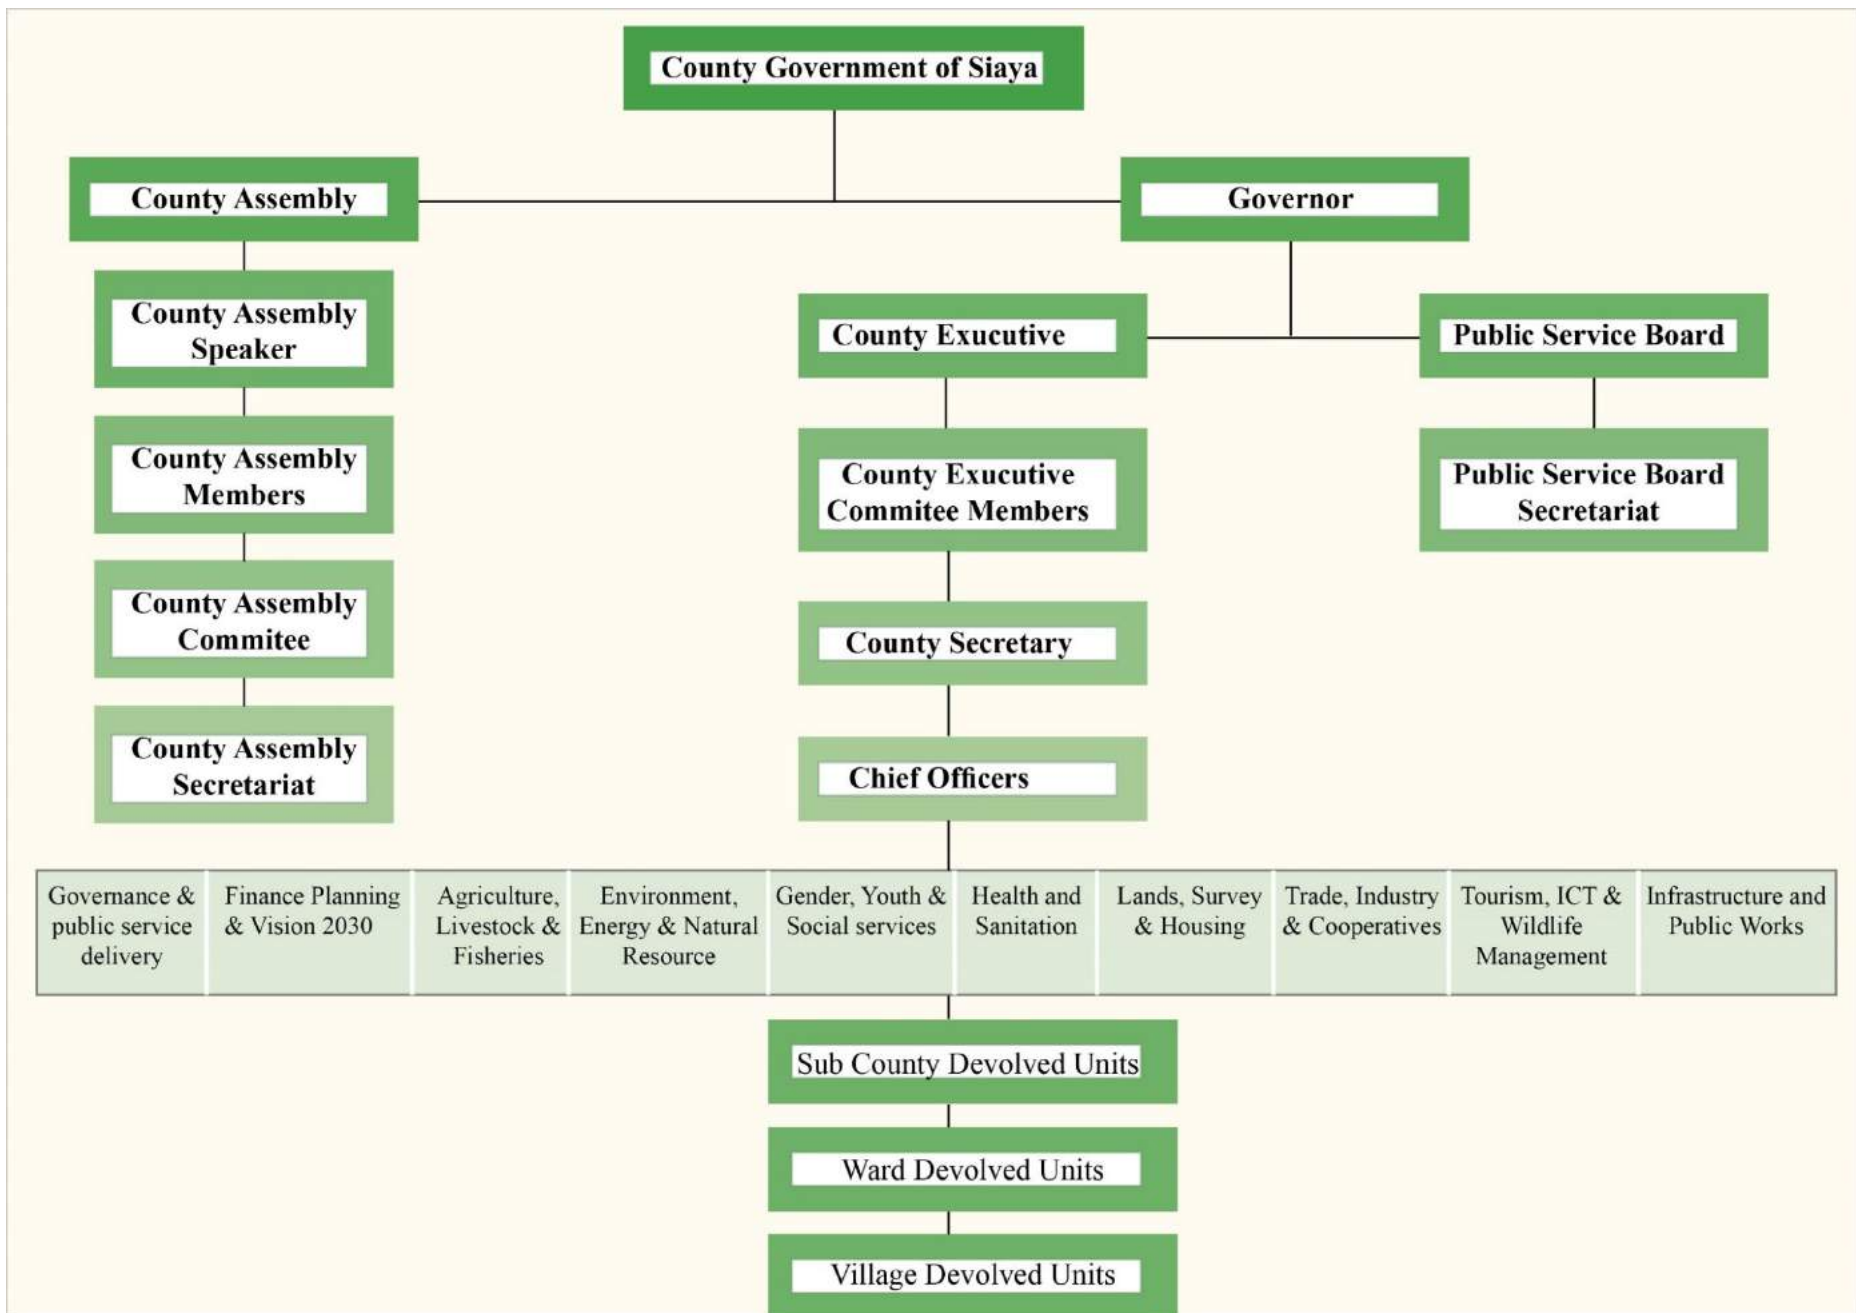 County Government of Siaya
County Assembly
Governor
County Assembly
Speaker
County Exucutive
Public Service Board
County Assembly
Members
County Exucutive
Commitee Members
Public Service Board
Secretariat
County Assembly
Commitee
County Secretary
County Assembly
Secretariat
Chief Officers
Governance &
public service
delivery
Finance Planning
& Vision 2030
Agriculture,
Livestock &
Fisheries
Environment,
Energy & Natural
Resource
Gender, Youth &
Social services
Health and
Sanitation
Lands, Survey
& Housing
Trade, Industry
& Cooperatives
Tourism, ICT &
Wildlife
Management
Infrastructure and
Public Works
Sub County Devolved Units
Ward Devolved Units
Village Devolved Units